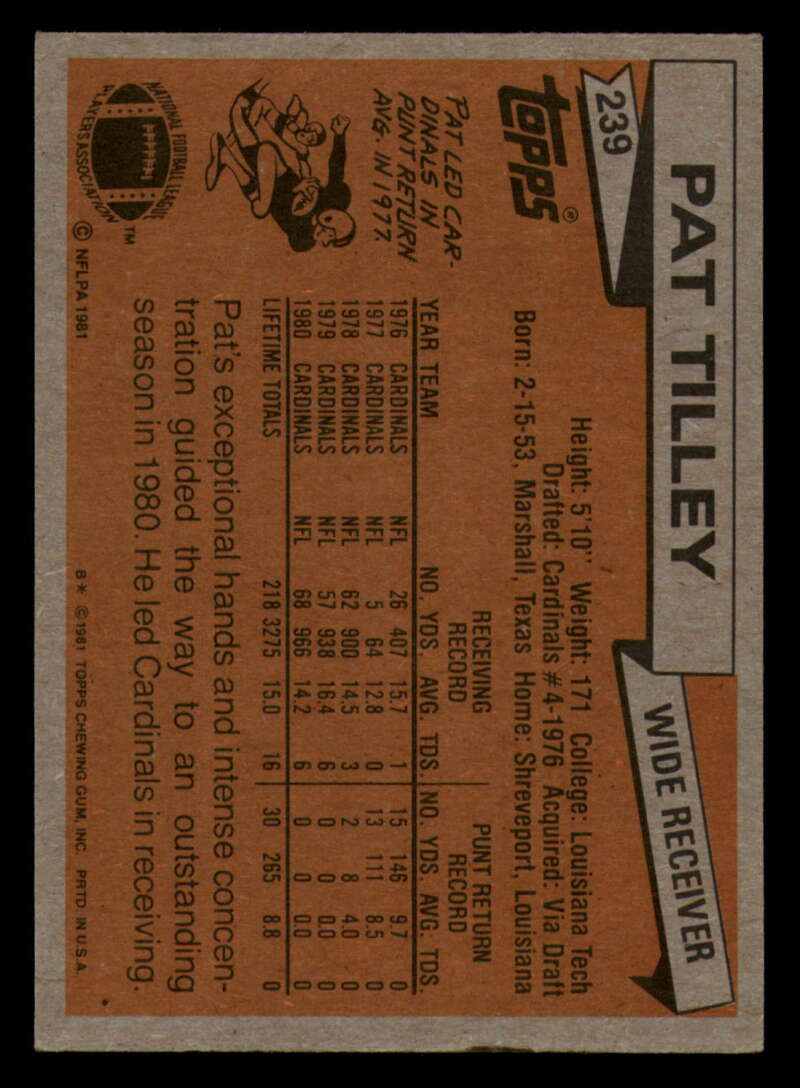 239
PAT TILLEY
WIDE RECEIVER
TOPPS®
Height: 5'10" Weight: 171 College: Louisiana Tech
Drafted: Cardinals #4-1976 Acquired: Via Draft
Born: 2-15-53, Marshall, Texas Home: Shreveport, Louisiana
PAT LED CAR-
DINALS IN
PUNT RETURN
AVG. IN 1977.
RECEIVING PUNT RETURN
RECORD RECORD
YEAR TEAM NO. YDS. AVG. TDS. NO. YDS. AVG. TDS.
1976 CARDINALS NFL 26 407 15.7 1 15 146 9.7 0
1977 CARDINALS NFL 5 64 12.8 0 13 111 8.5 0
1978 CARDINALS NFL 62 900 14.5 3 2 8 4.0 0
1979 CARDINALS NFL 57 938 16.4 6 0 0 0.0 0
1980 CARDINALS NFL 68 966 14.2 6 0 0 0.0 0
LIFETIME TOTALS 218 3275 15.0 16 30 265 8.8 0
Pat's exceptional hands and intense concen-
tration guided the way to an outstanding
season in 1980. He led Cardinals in receiving.
NATIONAL FOOTBALL LEAGUE
PLAYERS ASSOCIATION
TM
© NFLPA 1981
B* © 1981 TOPPS CHEWING GUM, INC. PRTD. IN U.S.A.